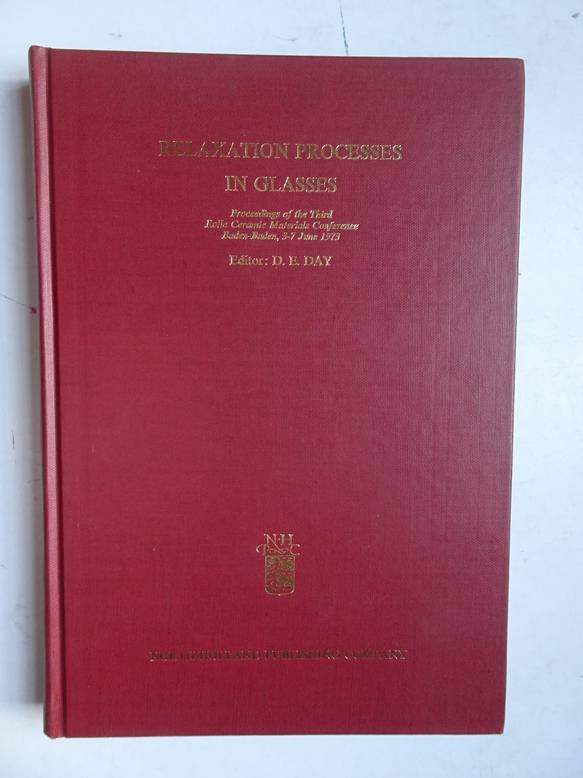 RELAXATION PROCESSES
IN GLASSES
Proceedings of the Third
Rolla Ceramic Materials Conference
Baden-Baden, 3-7 June 1973
Editor: D. E. DAY
N·H
P C
NORTH-HOLLAND PUBLISHING COMPANY